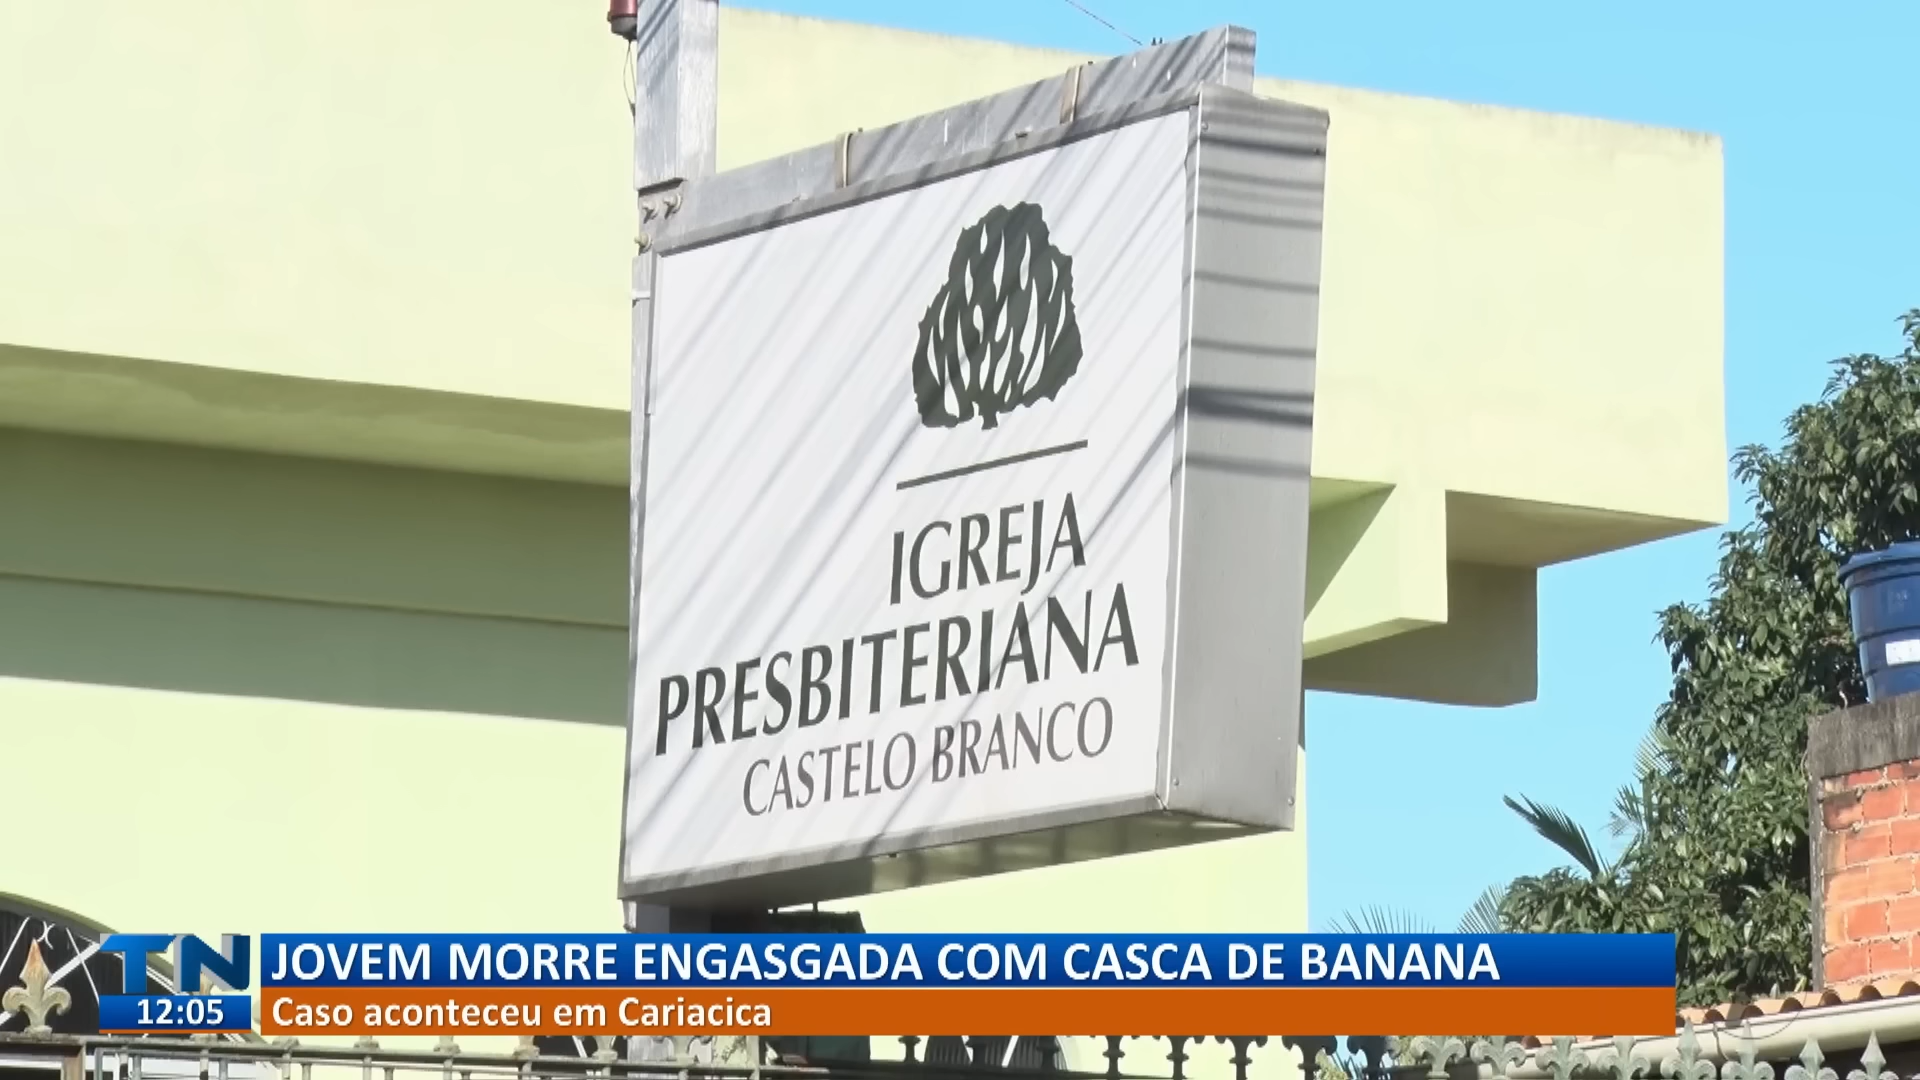 IGREJA
PRESBITERIANA
CASTELO BRANCO
TN
12:05
JOVEM MORRE ENGASGADA COM CASCA DE BANANA
Caso aconteceu em Cariacica